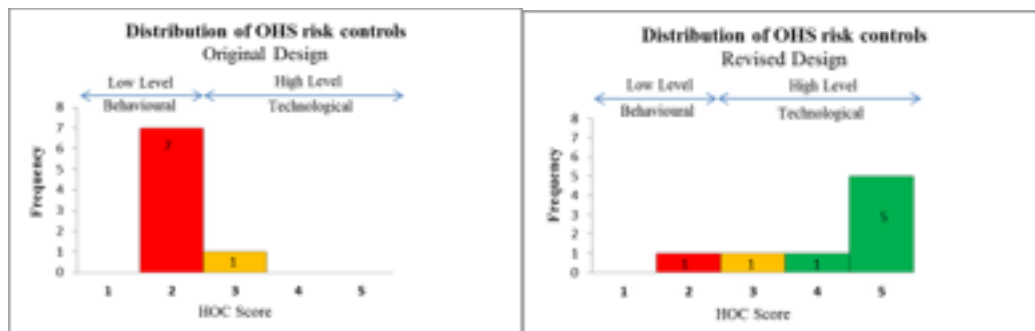 Distribution of OHS risk controls
Original Design
Low Level
High Level
Behavioural
Technological
8
7
6
5
4
3
2
1
0
Frequency
7
1
1 2 3 4 5
HOC Score
Distribution of OHS risk controls
Revised Design
Low Level
High Level
Behavioural
Technological
8
7
6
5
4
3
2
1
0
Frequency
1
1
1
5
1 2 3 4 5
HOC Score